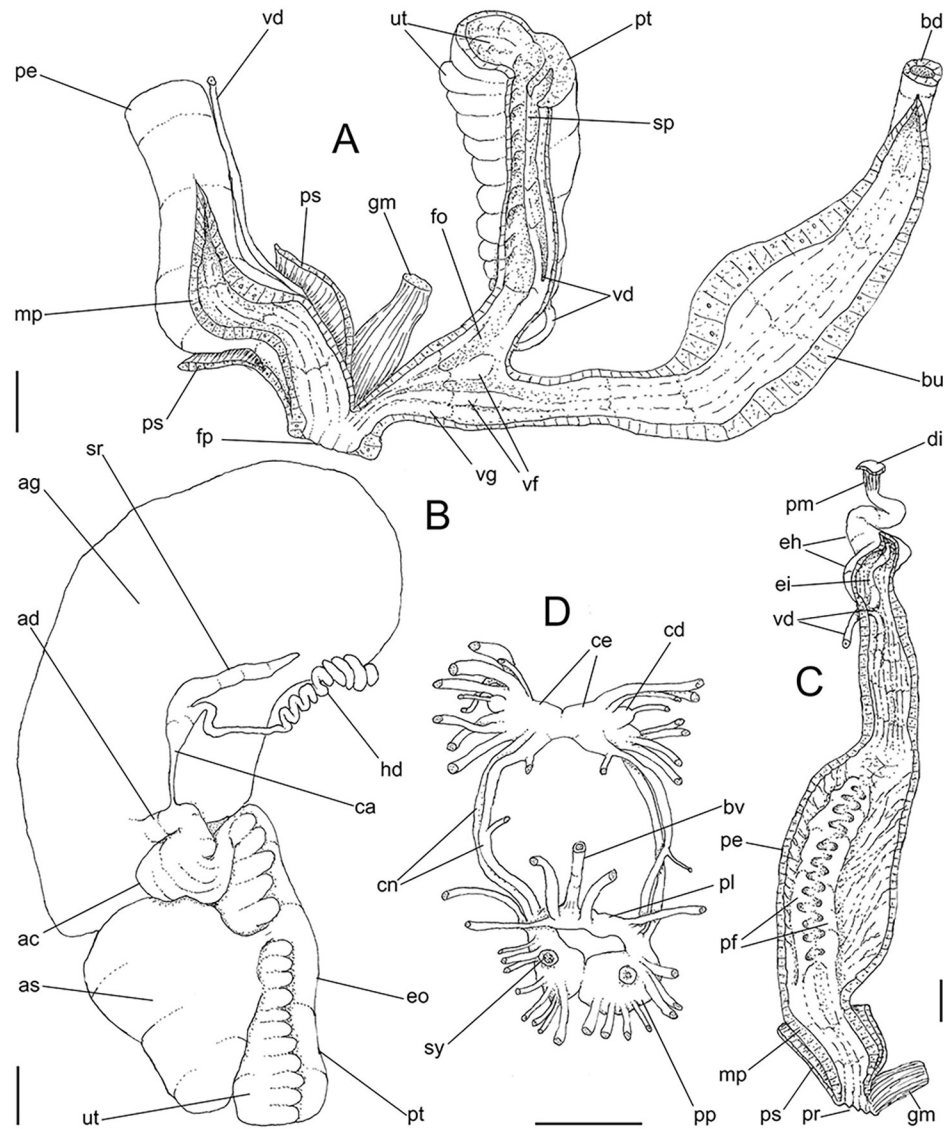 vd
ut
pt
bd
pe
A
sp
ps
gm
fo
mp
vd
bu
ps
fp
vg
vf
di
sr
ag
B
pm
eh
ei
D
ad
ce
cd
vd
C
hd
ca
bv
pe
cn
pl
pf
ac
as
eo
sy
mp
ut
pt
pp
ps
pr
gm